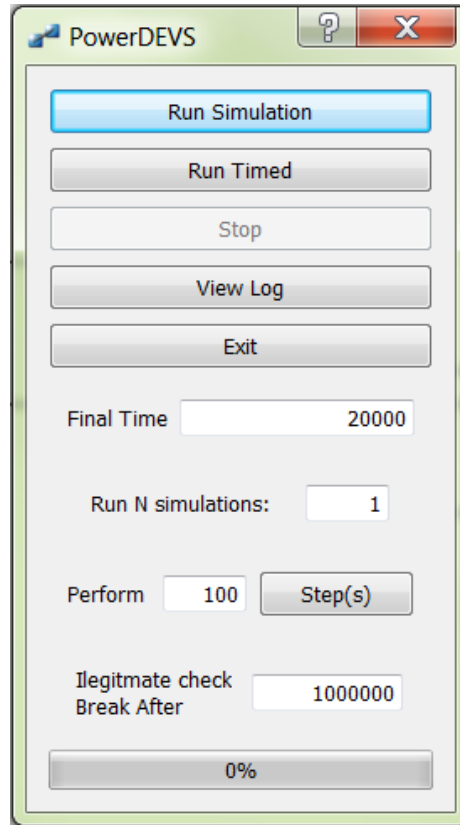 PowerDEVS
?
X
Run Simulation
Run Timed
Stop
View Log
Exit
Final Time 20000
Run N simulations: 1
Perform 100 Step(s)
Ilegitmate check
Break After 1000000
0%